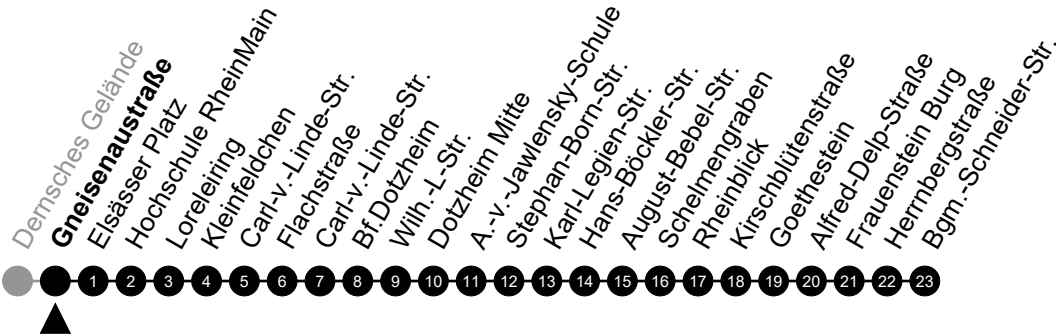 Dernsches Gelände
Gneisenaustraße
Elsässer Platz
Hochschule RheinMain
Loreleiring
Kleinfeldchen
Carl-v.-Linde-Str.
Flachstraße
Carl-v.-Linde-Str.
Bf.Dotzheim
Wilh.-L-Str.
Dotzheim Mitte
A.-v.-Jawlensky-Schule
Stephan-Born-Str.
Karl-Legien-Str.
Hans-Böckler-Str.
August-Bebel-Str.
Schelmengraben
Rheinblick
Kirschblütenstraße
Goethestein
Alfred-Delp-Straße
Frauenstein Burg
Herrnbergstraße
Bgm.-Schneider-Str.
1 2 3 4 5 6 7 8 9 10 11 12 13 14 15 16 17 18 19 20 21 22 23